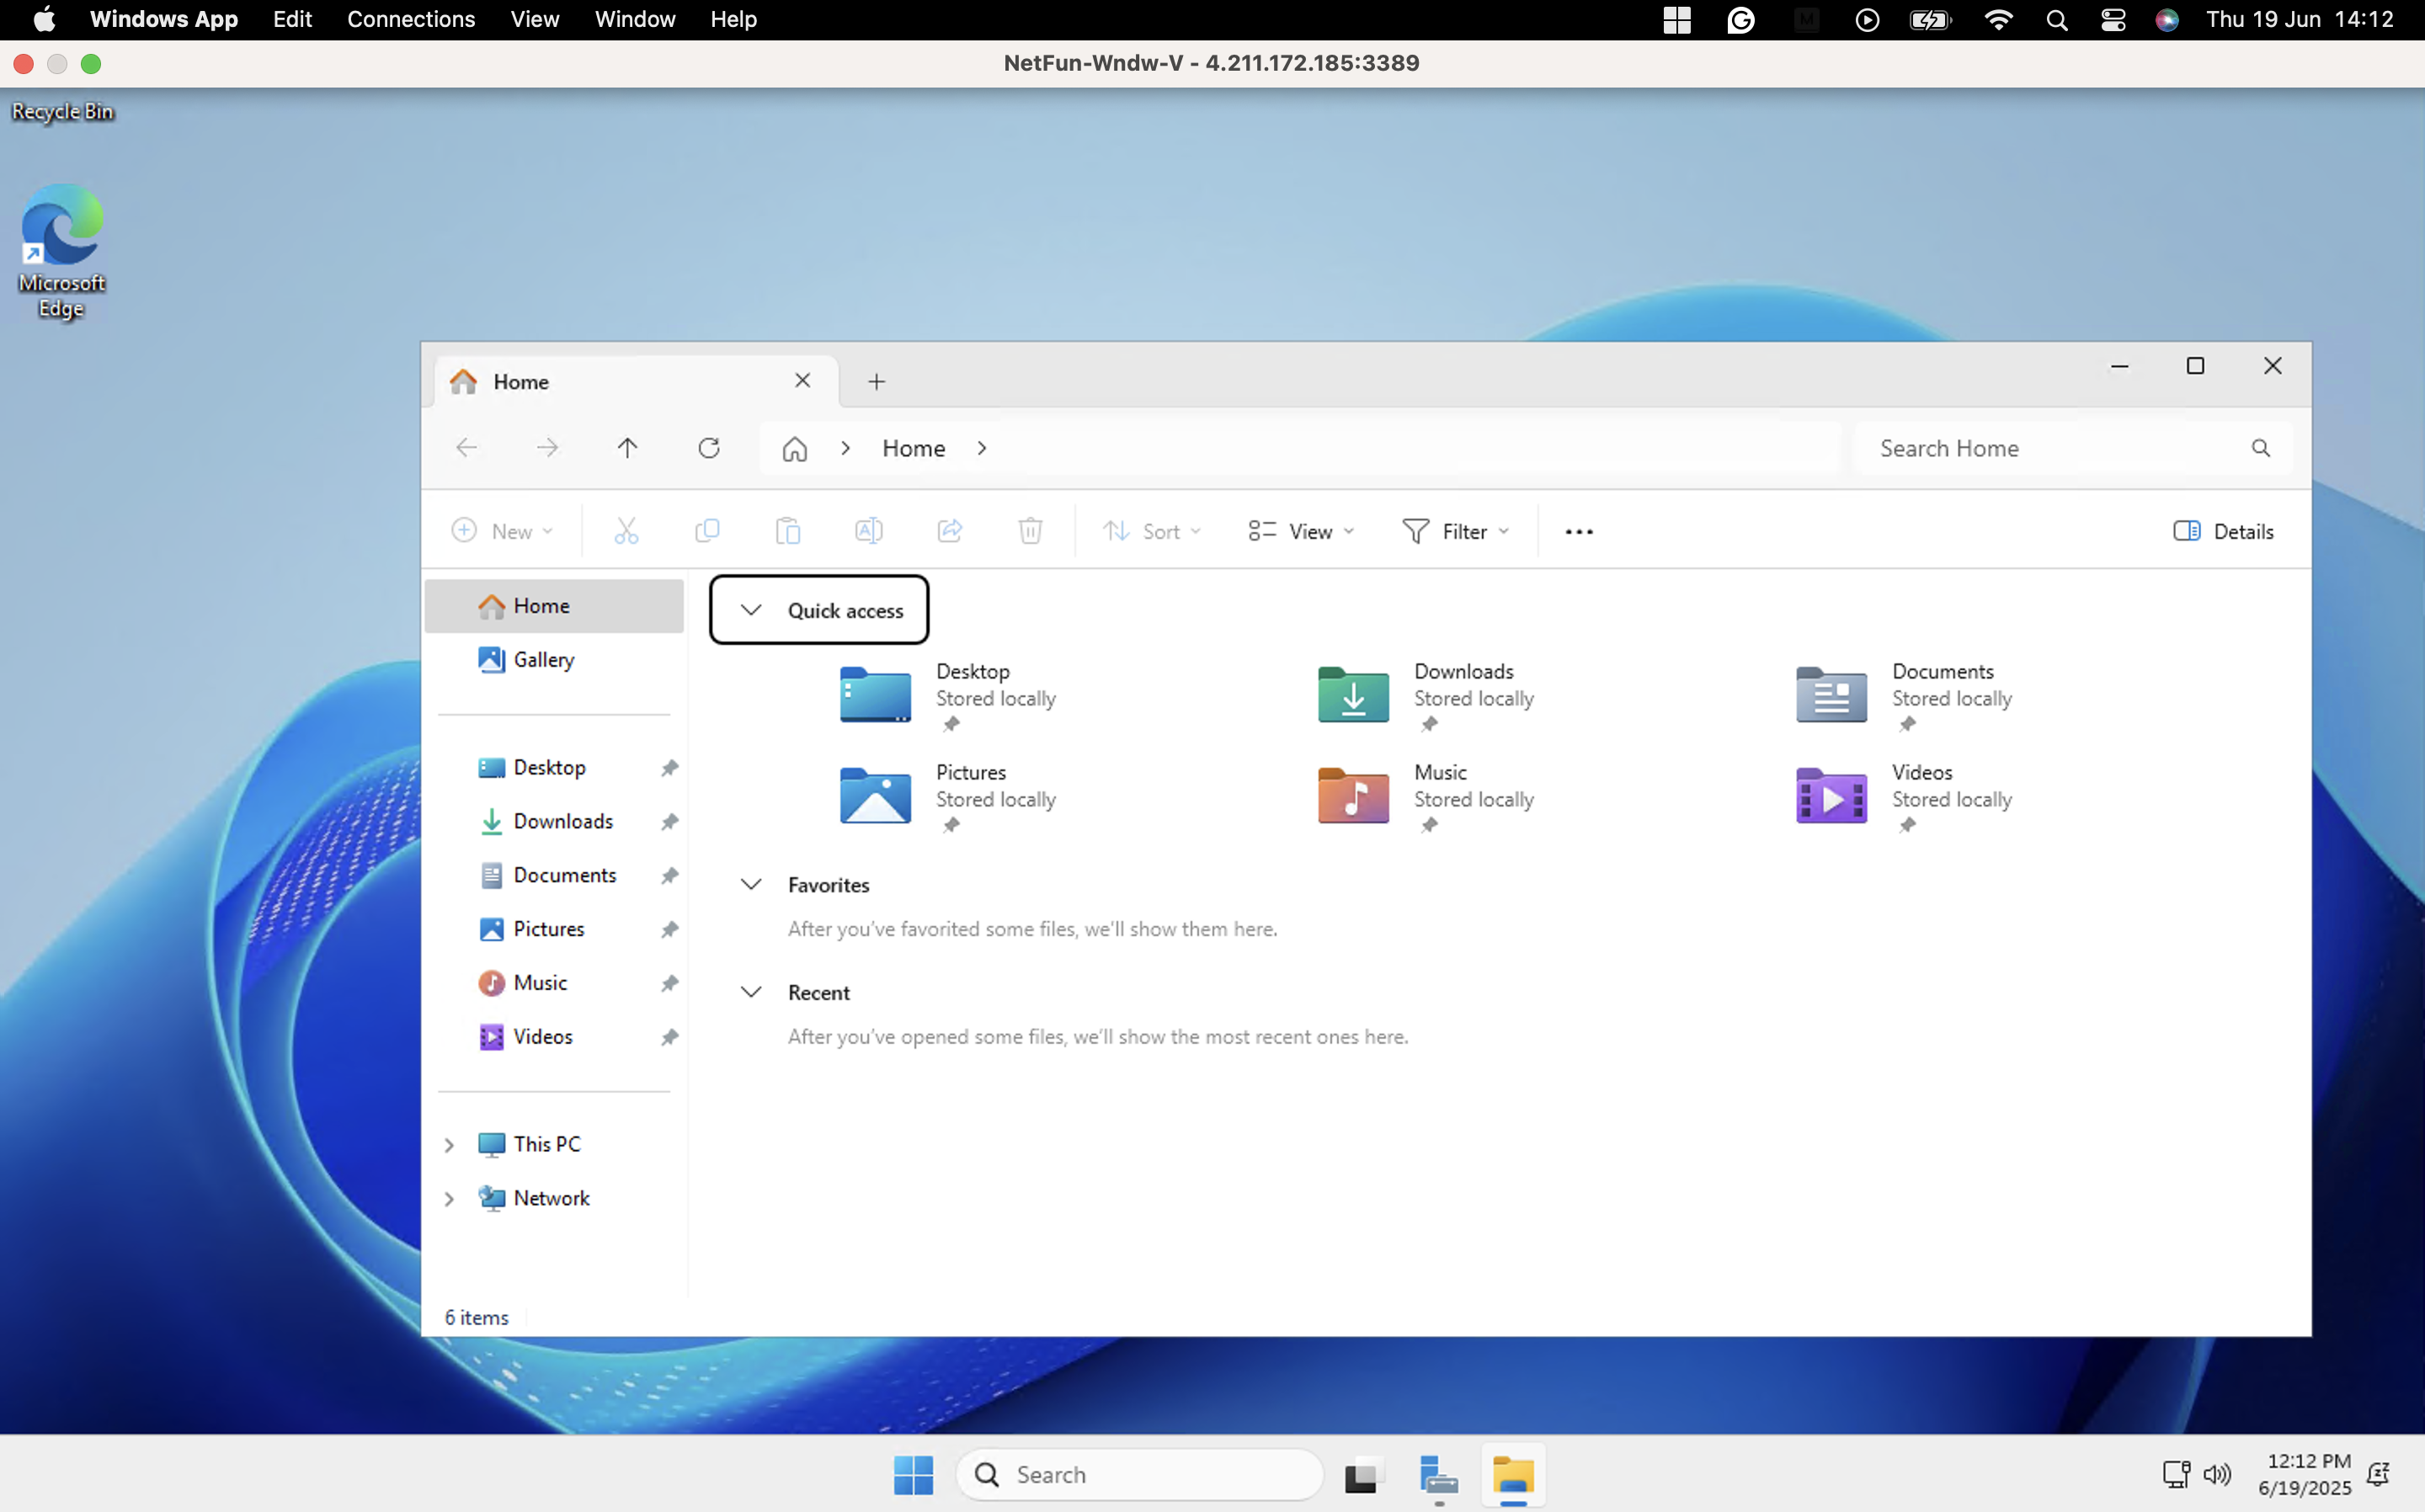 Windows App Edit Connections View Window Help Thu 19 Jun 14:12
NetFun-Wndw-V - 4.211.172.185:3389
Recycle Bin
Microsoft
Edge
Home
Home
Search Home
New
Sort
View
Filter
Details
Home
Gallery
Desktop
Downloads
Documents
Pictures
Music
Videos
This PC
Network
Quick access
Desktop
Stored locally
Downloads
Stored locally
Documents
Stored locally
Pictures
Stored locally
Music
Stored locally
Videos
Stored locally
Favorites
After you've favorited some files, we'll show them here.
Recent
After you've opened some files, we'll show the most recent ones here.
6 items
Search
12:12 PM
6/19/2025